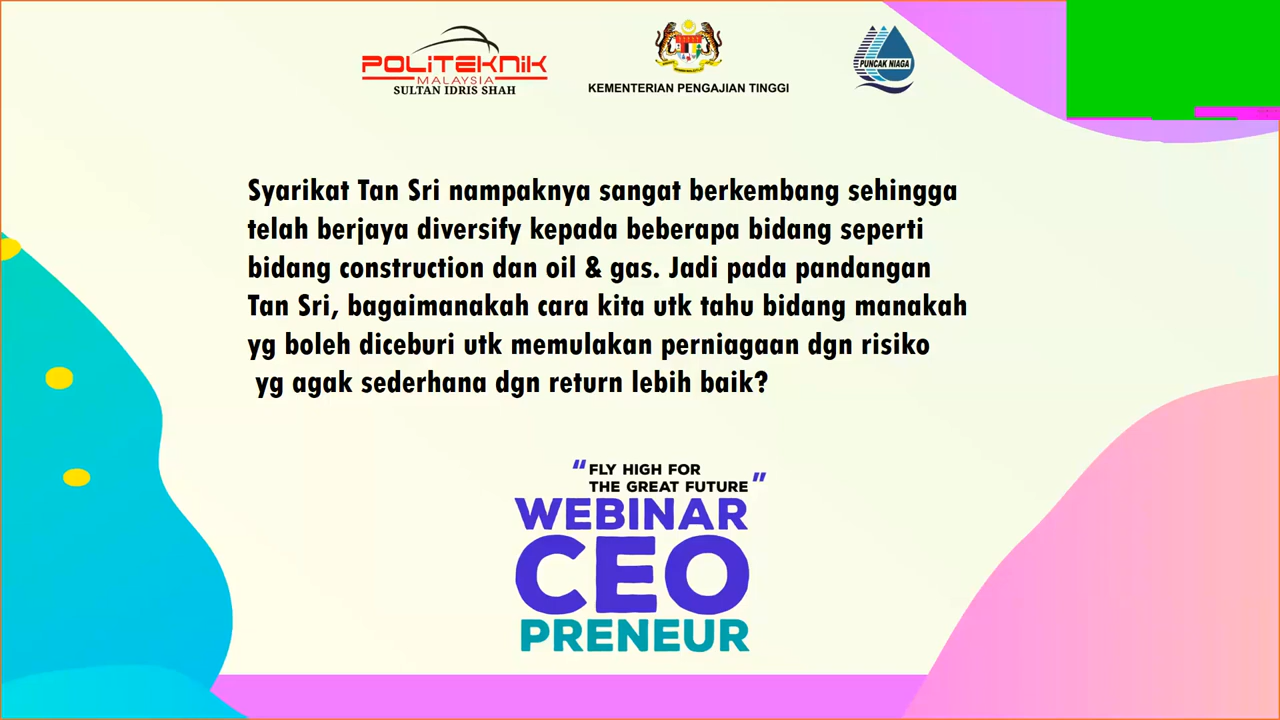 POLITEKNIK
MALAYSIA
SULTAN IDRIS SHAH
KEMENTERIAN PENGAJIAN TINGGI
PUNCAK NIAGA
Syarikat Tan Sri nampaknya sangat berkembang sehingga
telah berjaya diversify kepada beberapa bidang seperti
bidang construction dan oil & gas. Jadi pada pandangan
Tan Sri, bagaimanakah cara kita utk tahu bidang manakah
yg boleh diceburi utk memulakan perniagaan dgn risiko
yg agak sederhana dgn return lebih baik?
"FLY HIGH FOR
THE GREAT FUTURE"
WEBINAR
CEO
PRENEUR